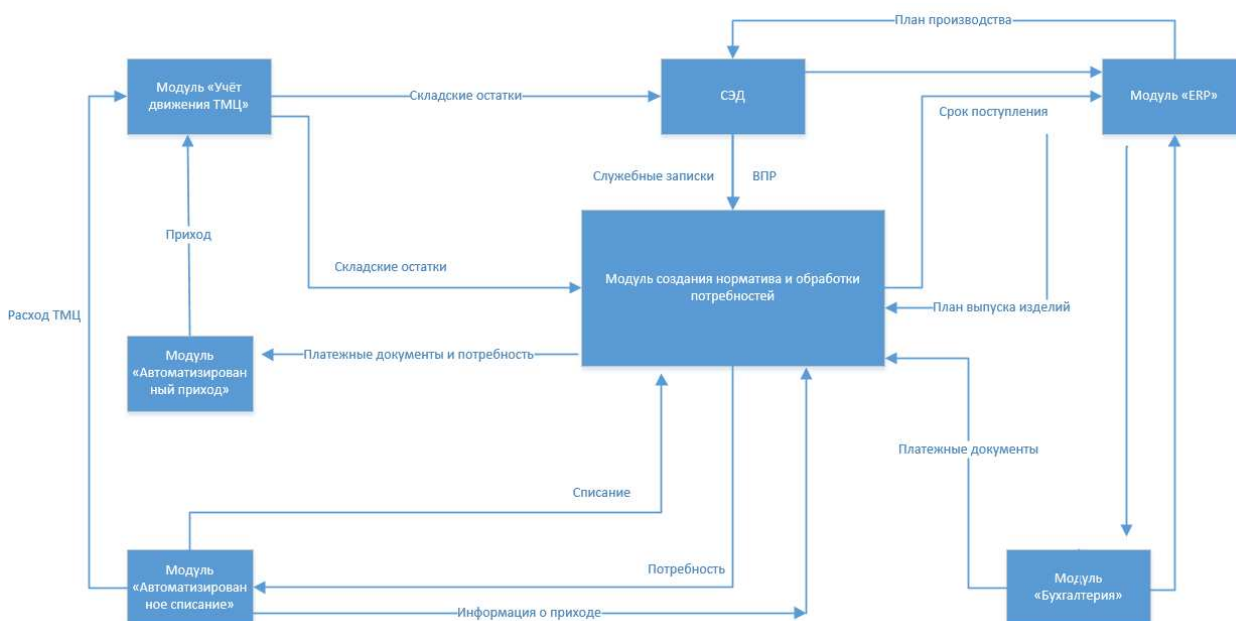 План производства
Модуль «Учёт
движения ТМЦ»
Складские остатки
СЭД
Модуль «ERP»
Срок поступления
Служебные записки
ВПР
Приход
Складские остатки
Модуль создания норматива и обработки
потребностей
План выпуска изделий
Расход ТМЦ
Модуль
«Автоматизирован
ный приход»
Платежные документы и потребность
Платежные документы
Списание
Модуль
«Автоматизирован
ное списание»
Потребность
Информация о приходе
Модуль
«Бухгалтерия»